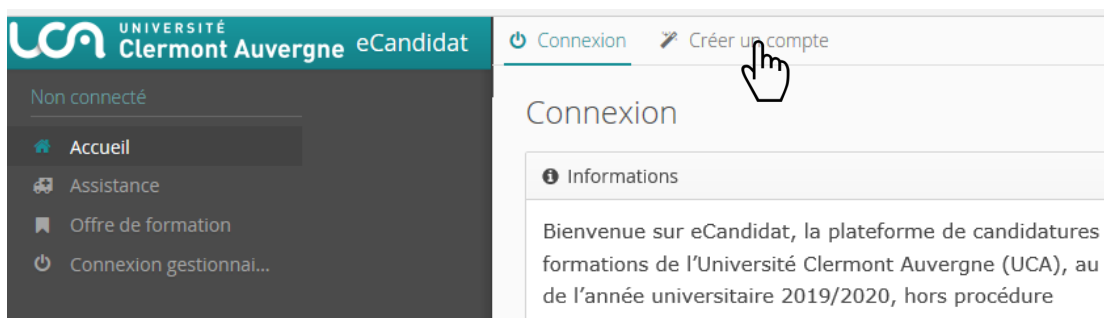 UCA UNIVERSITÉ
Clermont Auvergne eCandidat
Non connecté
Accueil
Assistance
Offre de formation
Connexion gestionnai...
Connexion Créer un compte
Connexion
Informations
Bienvenue sur eCandidat, la plateforme de candidatures
formations de l'Université Clermont Auvergne (UCA), au
de l'année universitaire 2019/2020, hors procédure